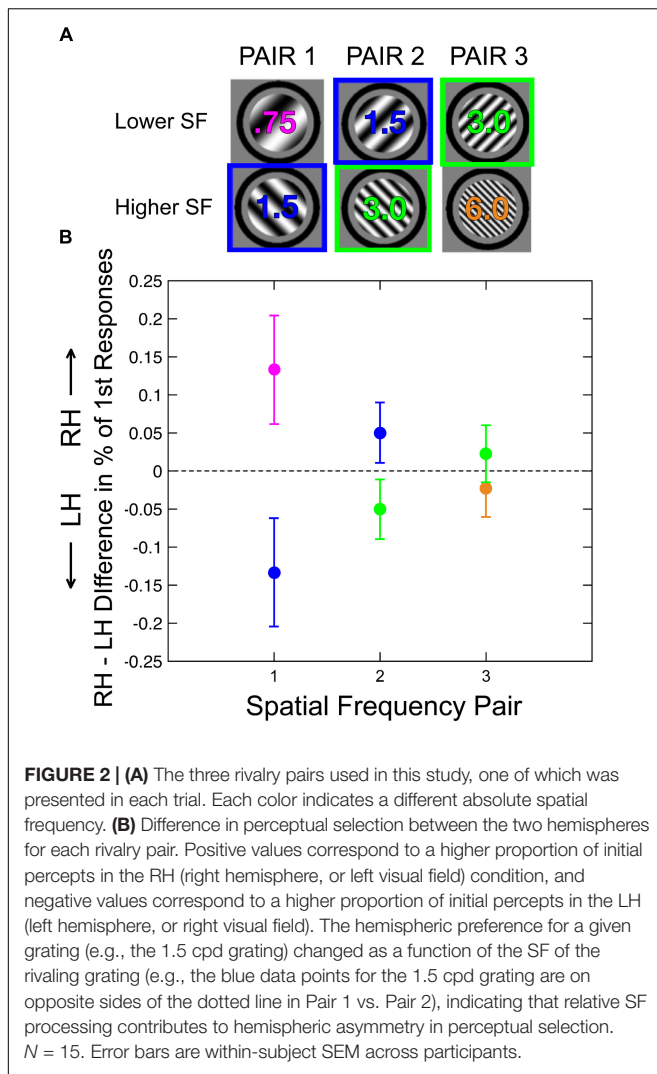 A
PAIR 1 PAIR 2 PAIR 3
Lower SF .75 1.5 3.0
Higher SF 1.5 3.0 6.0
B
RH - LH DIfference in % of 1st Responses
← LH RH →
0.25
0.2
0.15
0.1
0.05
0
-0.05
-0.1
-0.15
-0.2
-0.25
1 2 3
Spatial Frequency Pair
FIGURE 2 | (A) The three rivalry pairs used in this study, one of which was
presented in each trial. Each color indicates a different absolute spatial
frequency. (B) Difference in perceptual selection between the two hemispheres
for each rivalry pair. Positive values correspond to a higher proportion of initial
percepts in the RH (right hemisphere, or left visual field) condition, and
negative values correspond to a higher proportion of initial percepts in the LH
(left hemisphere, or right visual field). The hemispheric preference for a given
grating (e.g., the 1.5 cpd grating) changed as a function of the SF of the
rivaling grating (e.g., the blue data points for the 1.5 cpd grating are on
opposite sides of the dotted line in Pair 1 vs. Pair 2), indicating that relative SF
processing contributes to hemispheric asymmetry in perceptual selection.
N = 15. Error bars are within-subject SEM across participants.